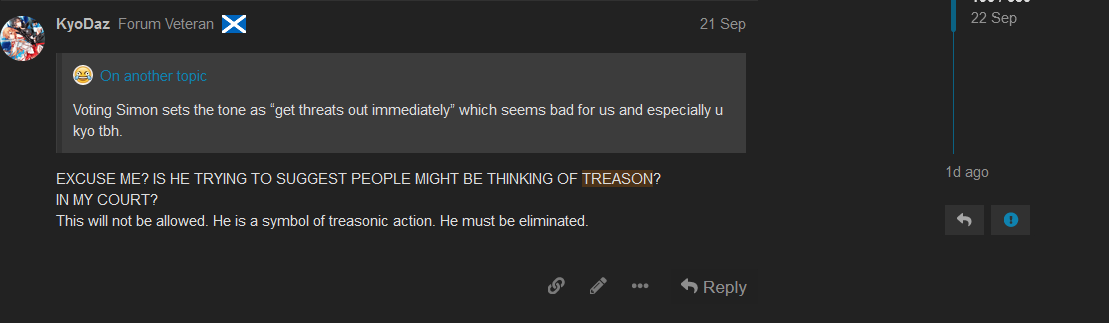 KyoDaz Forum Veteran 21 Sep
22 Sep
On another topic
Voting Simon sets the tone as “get threats out immediately” which seems bad for us and especially u
kyo tbh.
EXCUSE ME? IS HE TRYING TO SUGGEST PEOPLE MIGHT BE THINKING OF TREASON?
IN MY COURT?
This will not be allowed. He is a symbol of treasonic action. He must be eliminated.
1d ago
Reply